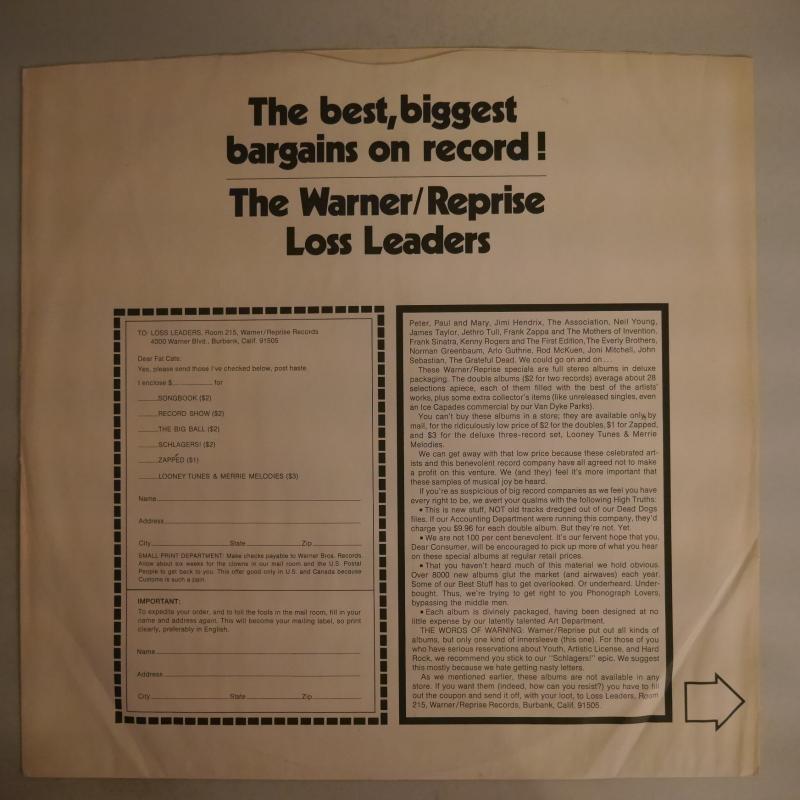 The best, biggest
bargains on record!
The Warner/Reprise
Loss Leaders
TO: LOSS LEADERS, Room 215, Warner/Reprise Records
4000 Warner Blvd., Burbank, Calif. 91505
Dear Fat Cats:
Yes, please send those I've checked below, post haste.
I enclose $ for
SONGBOOK ($2)
RECORD SHOW ($2)
THE BIG BALL ($2)
SCHLAGERS! ($2)
ZAPPED ($1)
LOONEY TUNES & MERRIE MELODIES ($3)
Name
Address
City State Zip
SMALL PRINT DEPARTMENT: Make checks payable to Warner Bros. Records.
Allow about six weeks for the clowns in our mail room and the U.S. Postal
People to get back to you. This offer good only in U.S. and Canada because
Customs is such a pain.
IMPORTANT:
To expedite your order, and to foil the fools in the mail room, fill in your
name and address again. This will become your mailing label, so print
clearly, preferably in English.
Name
Address
City State Zip
Peter, Paul and Mary, Jimi Hendrix, The Association, Neil Young,
James Taylor, Jethro Tull, Frank Zappa and The Mothers of Invention,
Frank Sinatra, Kenny Rogers and The First Edition, The Everly Brothers,
Norman Greenbaum, Arlo Guthrie, Rod McKuen, Joni Mitchell, John
Sebastian, The Grateful Dead. We could go on and on . . .
These Warner/Reprise specials are full stereo albums in deluxe
packaging. The double albums ($2 for two records) average about 28
selections apiece, each of them filled with the best of the artists'
works, plus some extra collector's items (like unreleased singles, even
an Ice Capades commercial by our Van Dyke Parks).
You can't buy these albums in a store; they are available only by
mail, for the ridiculously low price of $2 for the doubles, $1 for Zapped,
and $3 for the deluxe three-record set, Looney Tunes & Merrie
Melodies.
We can get away with that low price because these celebrated art-
ists and this benevolent record company have all agreed not to make
a profit on this venture. We (and they) feel it's more important that
these samples of musical joy be heard.
If you're as suspicious of big record companies as we feel you have
every right to be, we avert your qualms with the following High Truths:
• This is new stuff, NOT old tracks dredged out of our Dead Dogs
files. If our Accounting Department were running this company, they'd
charge you $9.96 for each double album. But they're not. Yet.
• We are not 100 per cent benevolent. It's our fervent hope that you,
Dear Consumer, will be encouraged to pick up more of what you hear
on these special albums at regular retail prices.
• That you haven't heard much of this material we hold obvious.
Over 8000 new albums glut the market (and airwaves) each year.
Some of our Best Stuff has to get overlooked. Or underheard. Under-
bought. Thus, we're trying to get right to you Phonograph Lovers,
bypassing the middle men.
• Each album is divinely packaged, having been designed at no
little expense by our latently talented Art Department.
THE WORDS OF WARNING: Warner/Reprise put out all kinds of
albums, but only one kind of innersleeve (this one). For those of you
who have serious reservations about Youth, Artistic License, and Hard
Rock, we recommend you stick to our "Schlagers!" epic. We suggest
this mostly because we hate getting nasty letters.
As we mentioned earlier, these albums are not available in any
store. If you want them (indeed, how can you resist?) you have to fill
out the coupon and send it off, with your loot, to Loss Leaders, Room
215, Warner/Reprise Records, Burbank, Calif. 91505.